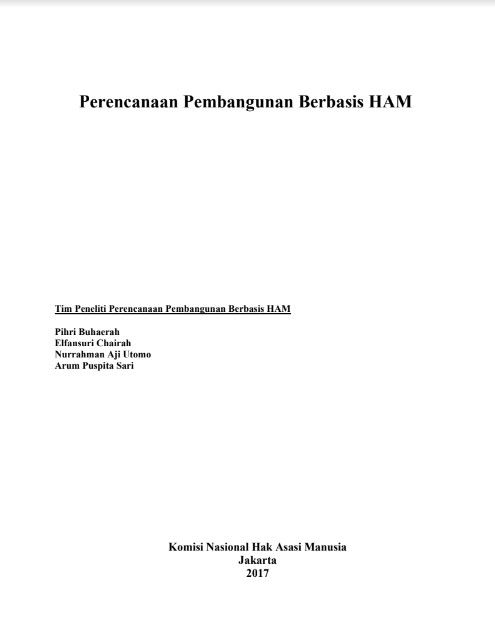 Perencanaan Pembangunan Berbasis HAM
Tim Peneliti Perencanaan Pembangunan Berbasis HAM
Pihri Buhaerah
Elfansuri Chairah
Nurrahman Aji Utomo
Arum Puspita Sari
Komisi Nasional Hak Asasi Manusia
Jakarta
2017